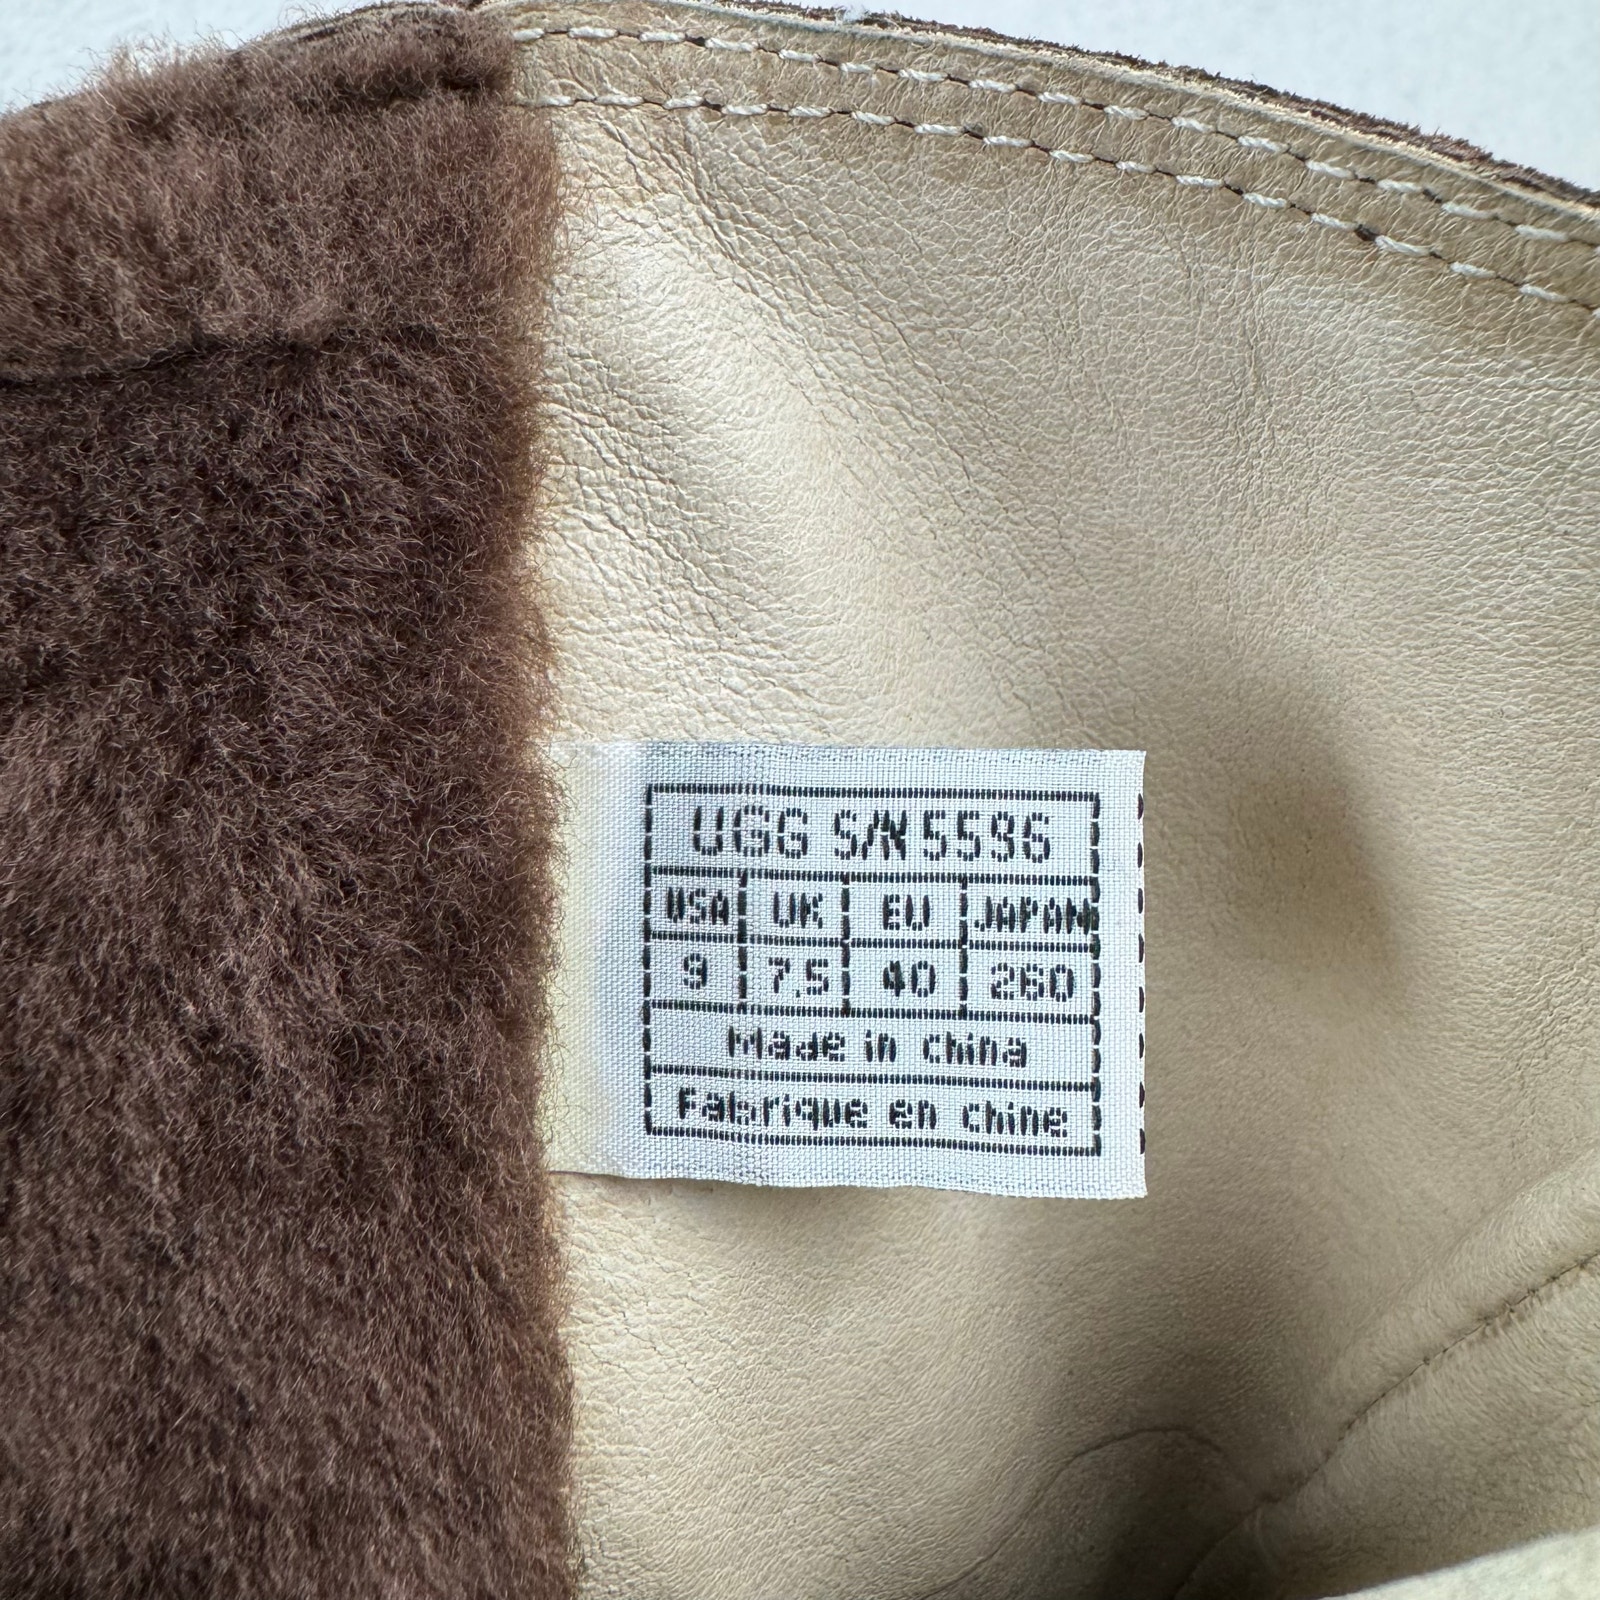 UGG S/N 5596
USA UK EU JAPAN
9 7.5 40 260
Made in china
Fabrique en chine